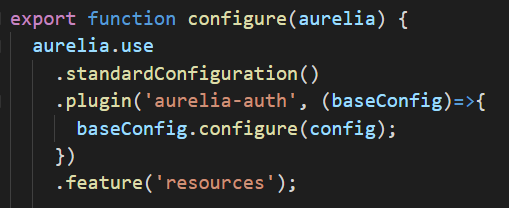 export function configure(aurelia) {
  aurelia.use
    .standardConfiguration()
    .plugin('aurelia-auth', (baseConfig)=>{
      baseConfig.configure(config);
    })
    .feature('resources');